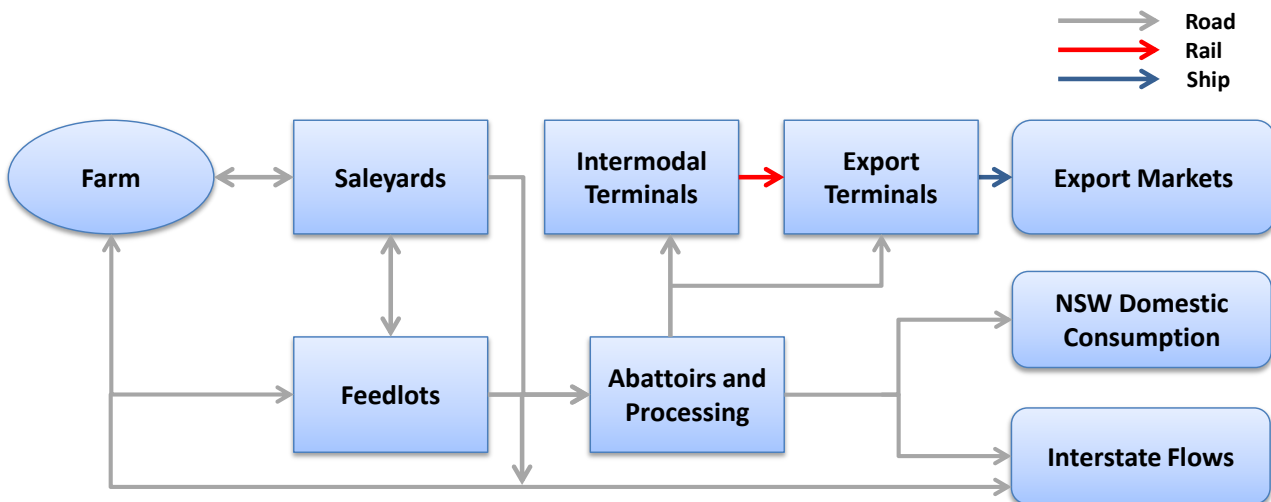 Road
Rail
Ship
Farm
Saleyards
Intermodal
Terminals
Export
Terminals
Export Markets
NSW Domestic
Consumption
Feedlots
Abattoirs and
Processing
Interstate Flows